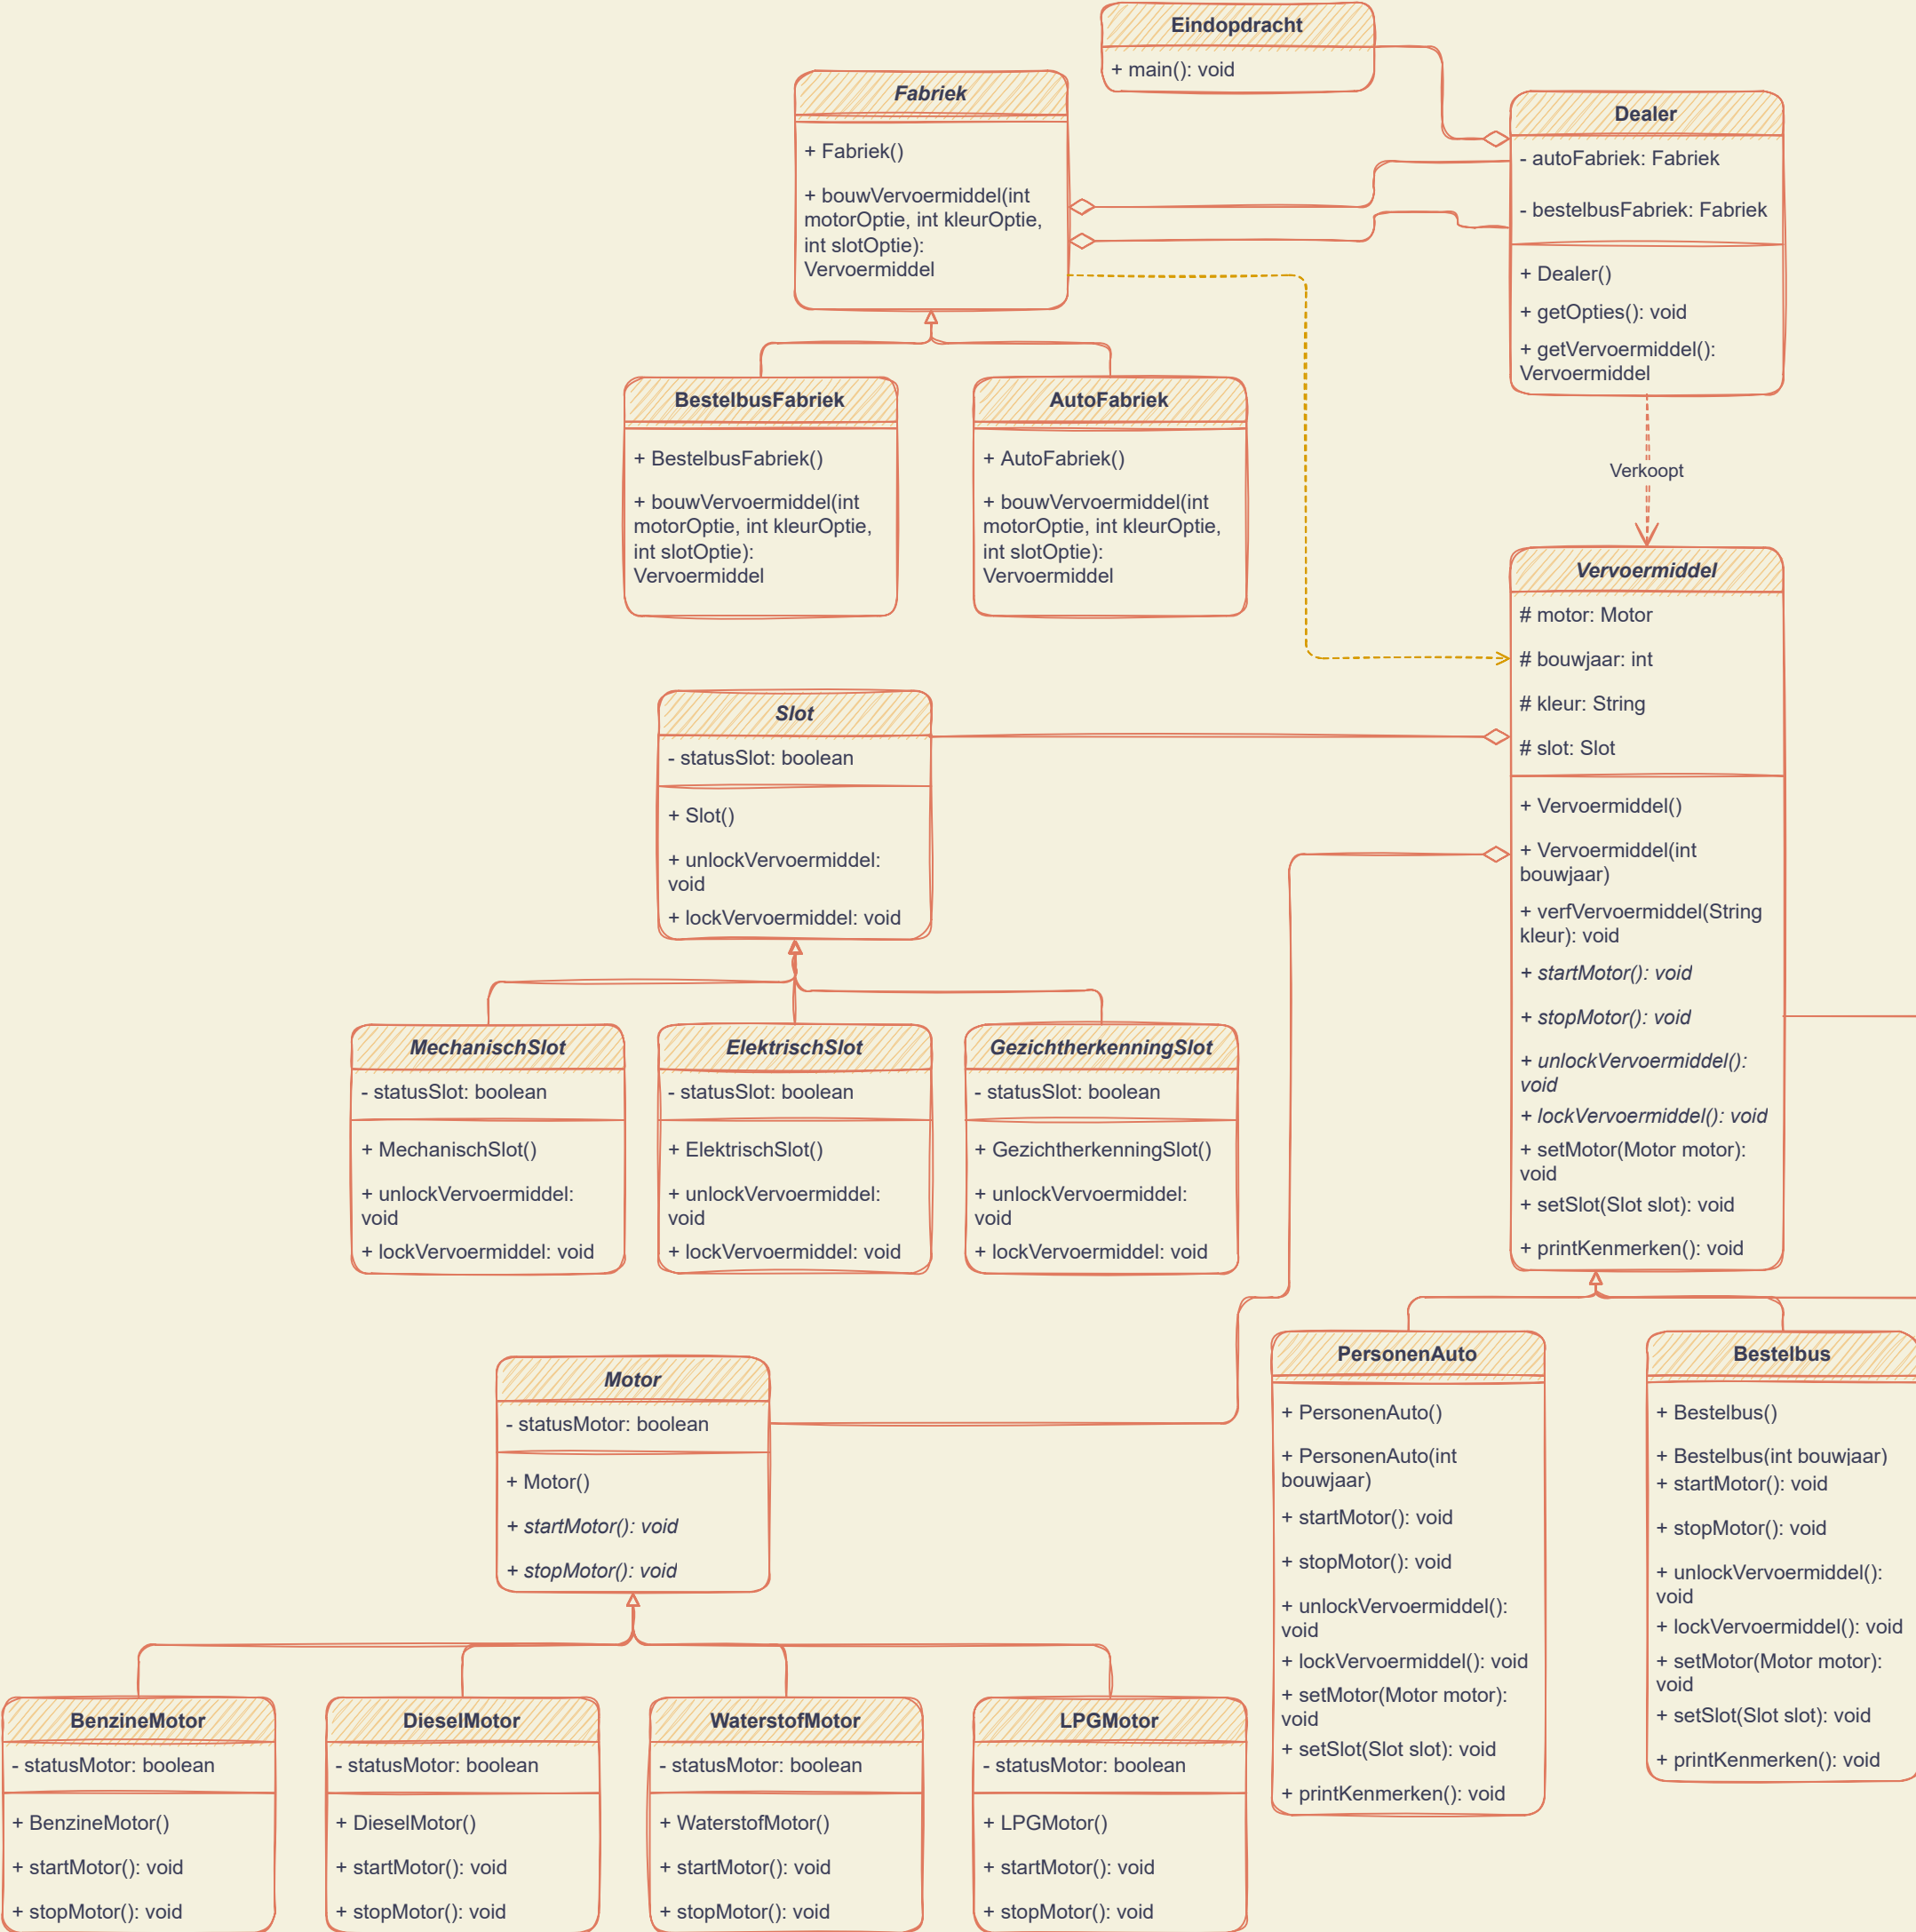 Eindopdracht
+ main(): void
Fabriek
+ Fabriek()
+ bouwVervoermiddel(int
motorOptie, int kleurOptie,
int slotOptie):
Vervoermiddel
Dealer
- autoFabriek: Fabriek
- bestelbusFabriek: Fabriek
+ Dealer()
+ getOpties(): void
+ getVervoermiddel():
Vervoermiddel
BestelbusFabriek
+ BestelbusFabriek()
+ bouwVervoermiddel(int
motorOptie, int kleurOptie,
int slotOptie):
Vervoermiddel
AutoFabriek
+ AutoFabriek()
+ bouwVervoermiddel(int
motorOptie, int kleurOptie,
int slotOptie):
Vervoermiddel
Verkoopt
Vervoermiddel
# motor: Motor
# bouwjaar: int
# kleur: String
# slot: Slot
+ Vervoermiddel()
+ Vervoermiddel(int
bouwjaar)
+ verfVervoermiddel(String
kleur): void
+ startMotor(): void
+ stopMotor(): void
+ unlockVervoermiddel():
void
+ lockVervoermiddel(): void
+ setMotor(Motor motor):
void
+ setSlot(Slot slot): void
+ printKenmerken(): void
Slot
- statusSlot: boolean
+ Slot()
+ unlockVervoermiddel:
void
+ lockVervoermiddel: void
MechanischSlot
- statusSlot: boolean
+ MechanischSlot()
+ unlockVervoermiddel:
void
+ lockVervoermiddel: void
ElektrischSlot
- statusSlot: boolean
+ ElektrischSlot()
+ unlockVervoermiddel:
void
+ lockVervoermiddel: void
GezichtherkenningSlot
- statusSlot: boolean
+ GezichtherkenningSlot()
+ unlockVervoermiddel:
void
+ lockVervoermiddel: void
PersonenAuto
+ PersonenAuto()
+ PersonenAuto(int
bouwjaar)
+ startMotor(): void
+ stopMotor(): void
+ unlockVervoermiddel():
void
+ lockVervoermiddel(): void
+ setMotor(Motor motor):
void
+ setSlot(Slot slot): void
+ printKenmerken(): void
Bestelbus
+ Bestelbus()
+ Bestelbus(int bouwjaar)
+ startMotor(): void
+ stopMotor(): void
+ unlockVervoermiddel():
void
+ lockVervoermiddel(): void
+ setMotor(Motor motor):
void
+ setSlot(Slot slot): void
+ printKenmerken(): void
Motor
- statusMotor: boolean
+ Motor()
+ startMotor(): void
+ stopMotor(): void
BenzineMotor
- statusMotor: boolean
+ BenzineMotor()
+ startMotor(): void
+ stopMotor(): void
DieselMotor
- statusMotor: boolean
+ DieselMotor()
+ startMotor(): void
+ stopMotor(): void
WaterstofMotor
- statusMotor: boolean
+ WaterstofMotor()
+ startMotor(): void
+ stopMotor(): void
LPGMotor
- statusMotor: boolean
+ LPGMotor()
+ startMotor(): void
+ stopMotor(): void